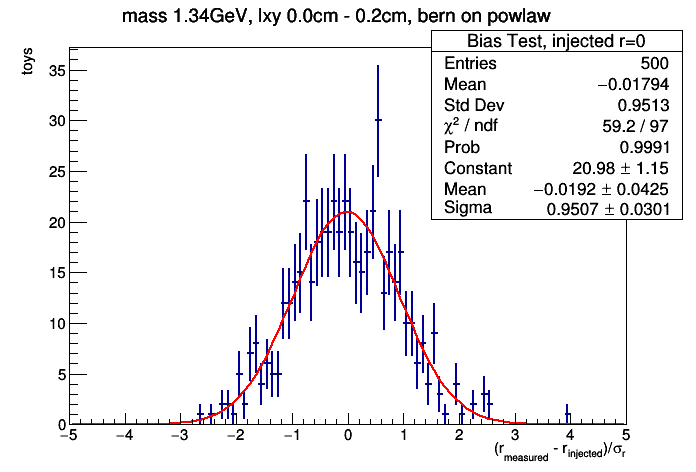 mass 1.34GeV, lxy 0.0cm - 0.2cm, bern on powlaw
toys
Bias Test, injected r=0
Entries 500
Mean −0.01794
Std Dev 0.9513
χ² / ndf 59.2 / 97
Prob 0.9991
Constant 20.98 ± 1.15
Mean −0.0192 ± 0.0425
Sigma 0.9507 ± 0.0301
35
30
25
20
15
10
5
0
−5 −4 −3 −2 −1 0 1 2 3 4 5
(r_measured - r_injected)/σ_r